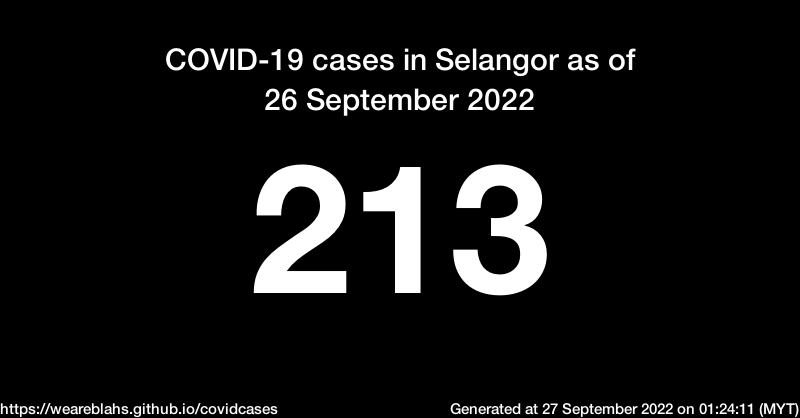 COVID-19 cases in Selangor as of
26 September 2022
213
https://weareblahs.github.io/covidcases
Generated at 27 September 2022 on 01:24:11 (MYT)